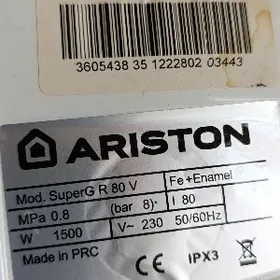 3605438 35 1222802 03443
ARISTON
Mod. SuperG R 80 V Fe+Enamel
MPa 0.8 (bar 8): l 80
W 1500 V~ 230 50/60Hz
Made in PRC CE IPX3